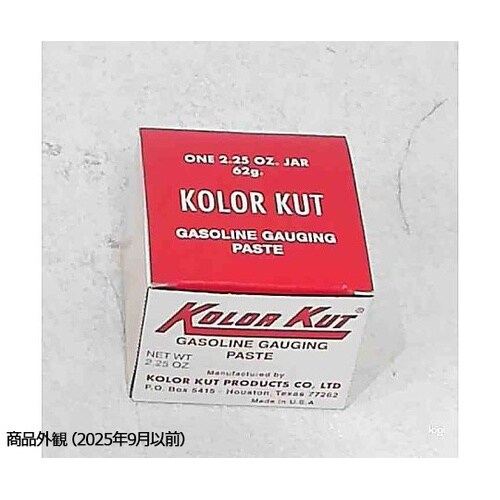 ONE 2.25 OZ. JAR
62g.
KOLOR KUT
GASOLINE GAUGING
PASTE
KOLOR KUT®
GASOLINE GAUGING
PASTE
NET WT
2.25 OZ
Manufactured by
KOLOR KUT PRODUCTS CO, LTD
P.O. Box 5415 - Houston, Texas 77262
Made in U.S.A
商品外観（2025年9月以前）